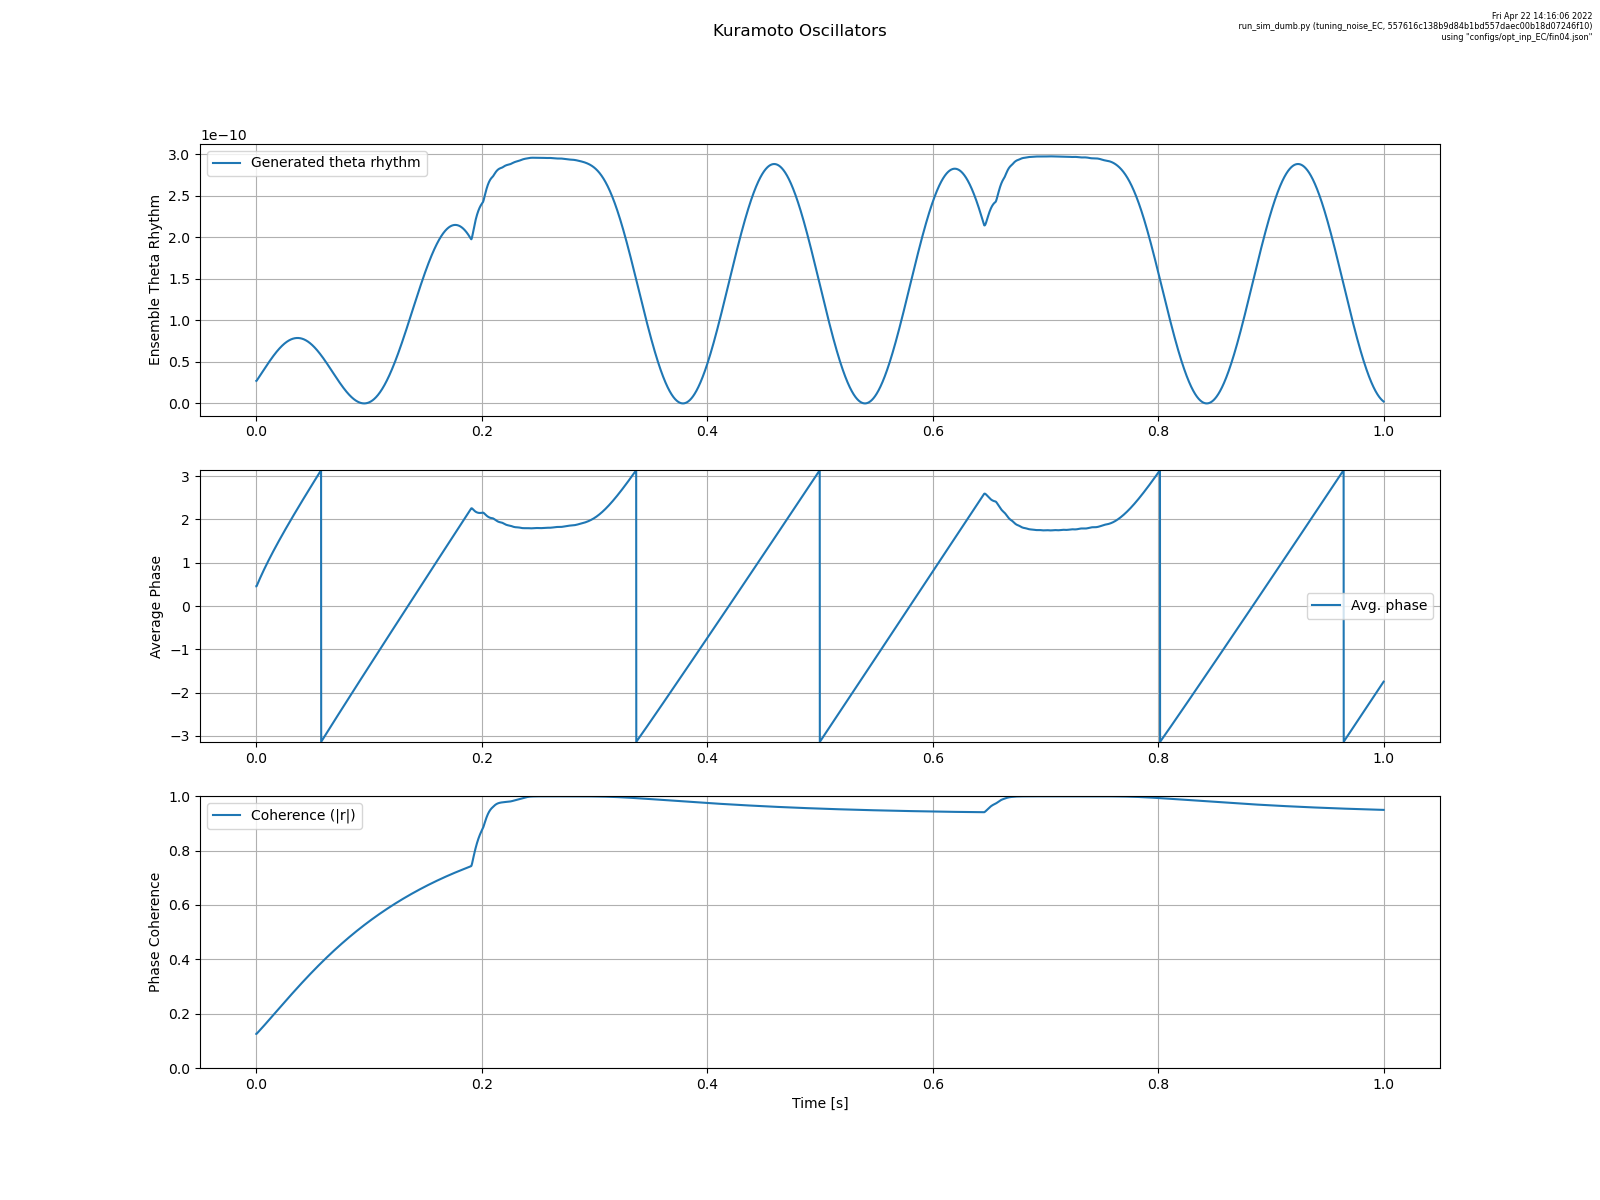 Fri Apr 22 14:16:06 2022
run_sim_dumb.py (tuning_noise_EC, 557616c138b9d84b1bd557daec00b18d07246f10)
using "configs/opt_inp_EC/fin04.json"
Kuramoto Oscillators
1e−10
Generated theta rhythm
Ensemble Theta Rhythm
3.0
2.5
2.0
1.5
1.0
0.5
0.0
0.0 0.2 0.4 0.6 0.8 1.0
Average Phase
3
2
1
0
−1
−2
−3
Avg. phase
0.0 0.2 0.4 0.6 0.8 1.0
Coherence (|r|)
Phase Coherence
1.0
0.8
0.6
0.4
0.2
0.0
0.0 0.2 0.4 0.6 0.8 1.0
Time [s]